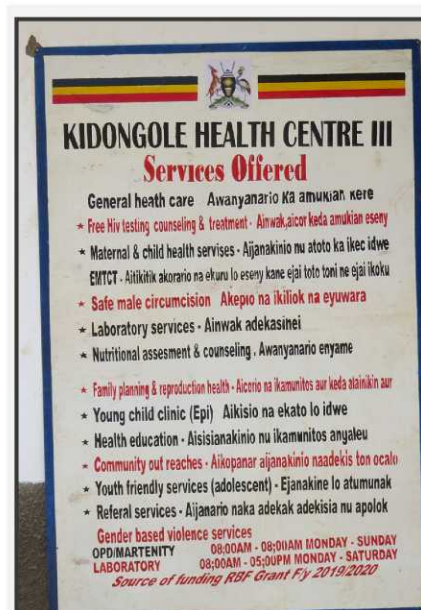 KIDONGOLE HEALTH CENTRE III
Services Offered
General heath care Awanyanario Ka amukian kere
* Free Hiv testing counseling & treatment - Ainwak,aicor keda amukian eseny
* Maternal & child health servises - Aijanakinio nu atoto ka ikec idwe
EMTCT - Aitikitik akorario na ekuru lo eseny kane ejai toto toni ne ejai ikoku
* Safe male circumcision Akepio na ikiliok na eyuwara
* Laboratory services - Ainwak adekasinei
* Nutritional assesment & counseling , Awanyanario enyame
* Family planning & reproduction health - Aicorio na ikamunitos aur keda alainikin aur
* Young child clinic (Epi) Aikisio na ekato lo idwe
* Health education - Aisisianakinio nu ikamunitos angaleu
* Community out reaches - Aikopanar aijanakinio naadekis ton ocalo
* Youth friendly services (adolescent) - Ejanakine lo atumunak
* Referal services - Aijanario naka adekak adekisia nu apolok
Gender based violence services
OPD/MARTENITY 08;00AM - 08;00AM MONDAY - SUNDAY
LABORATORY 08;00AM - 05;00PM MONDAY - SATURDAY
Source of funding RBF Grant F/y 2019/2020